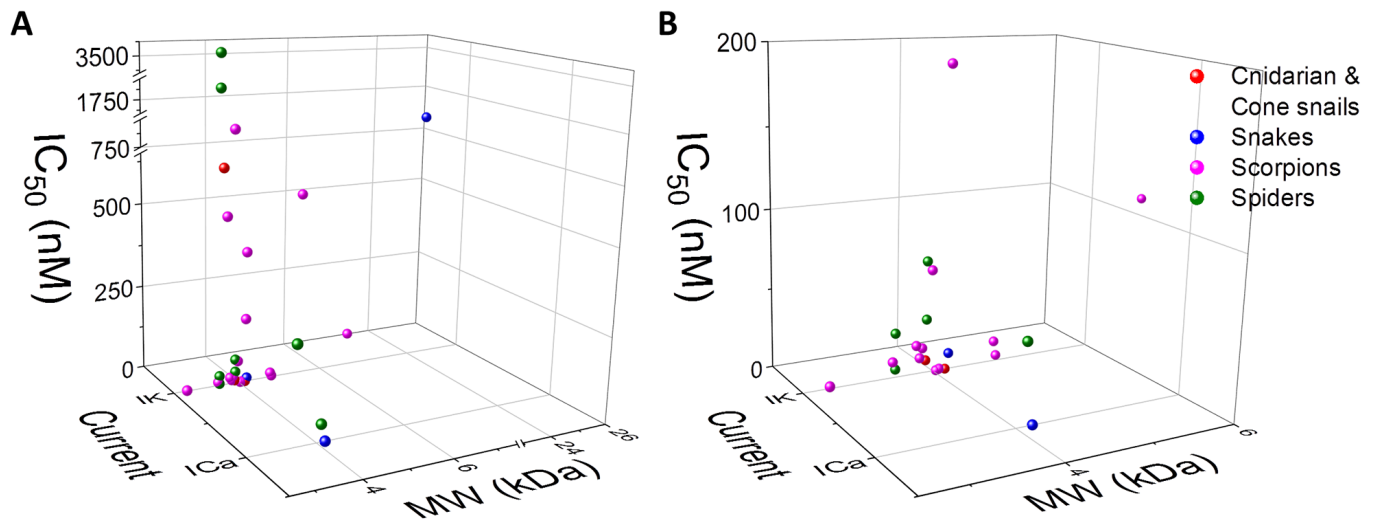 A
3500
1750
750
500
250
0
IC50 (nM)
IK
ICa
Current
4
6
24
26
MW (kDa)
B
200
100
0
IC50 (nM)
IK
ICa
Current
4
6
MW (kDa)
Cnidarian &
Cone snails
Snakes
Scorpions
Spiders